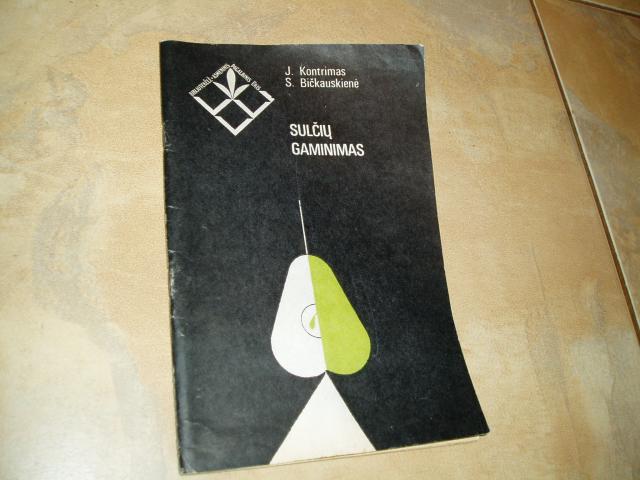 J. Kontrimas
S. Bičkauskienė
SULČIŲ
GAMINIMAS